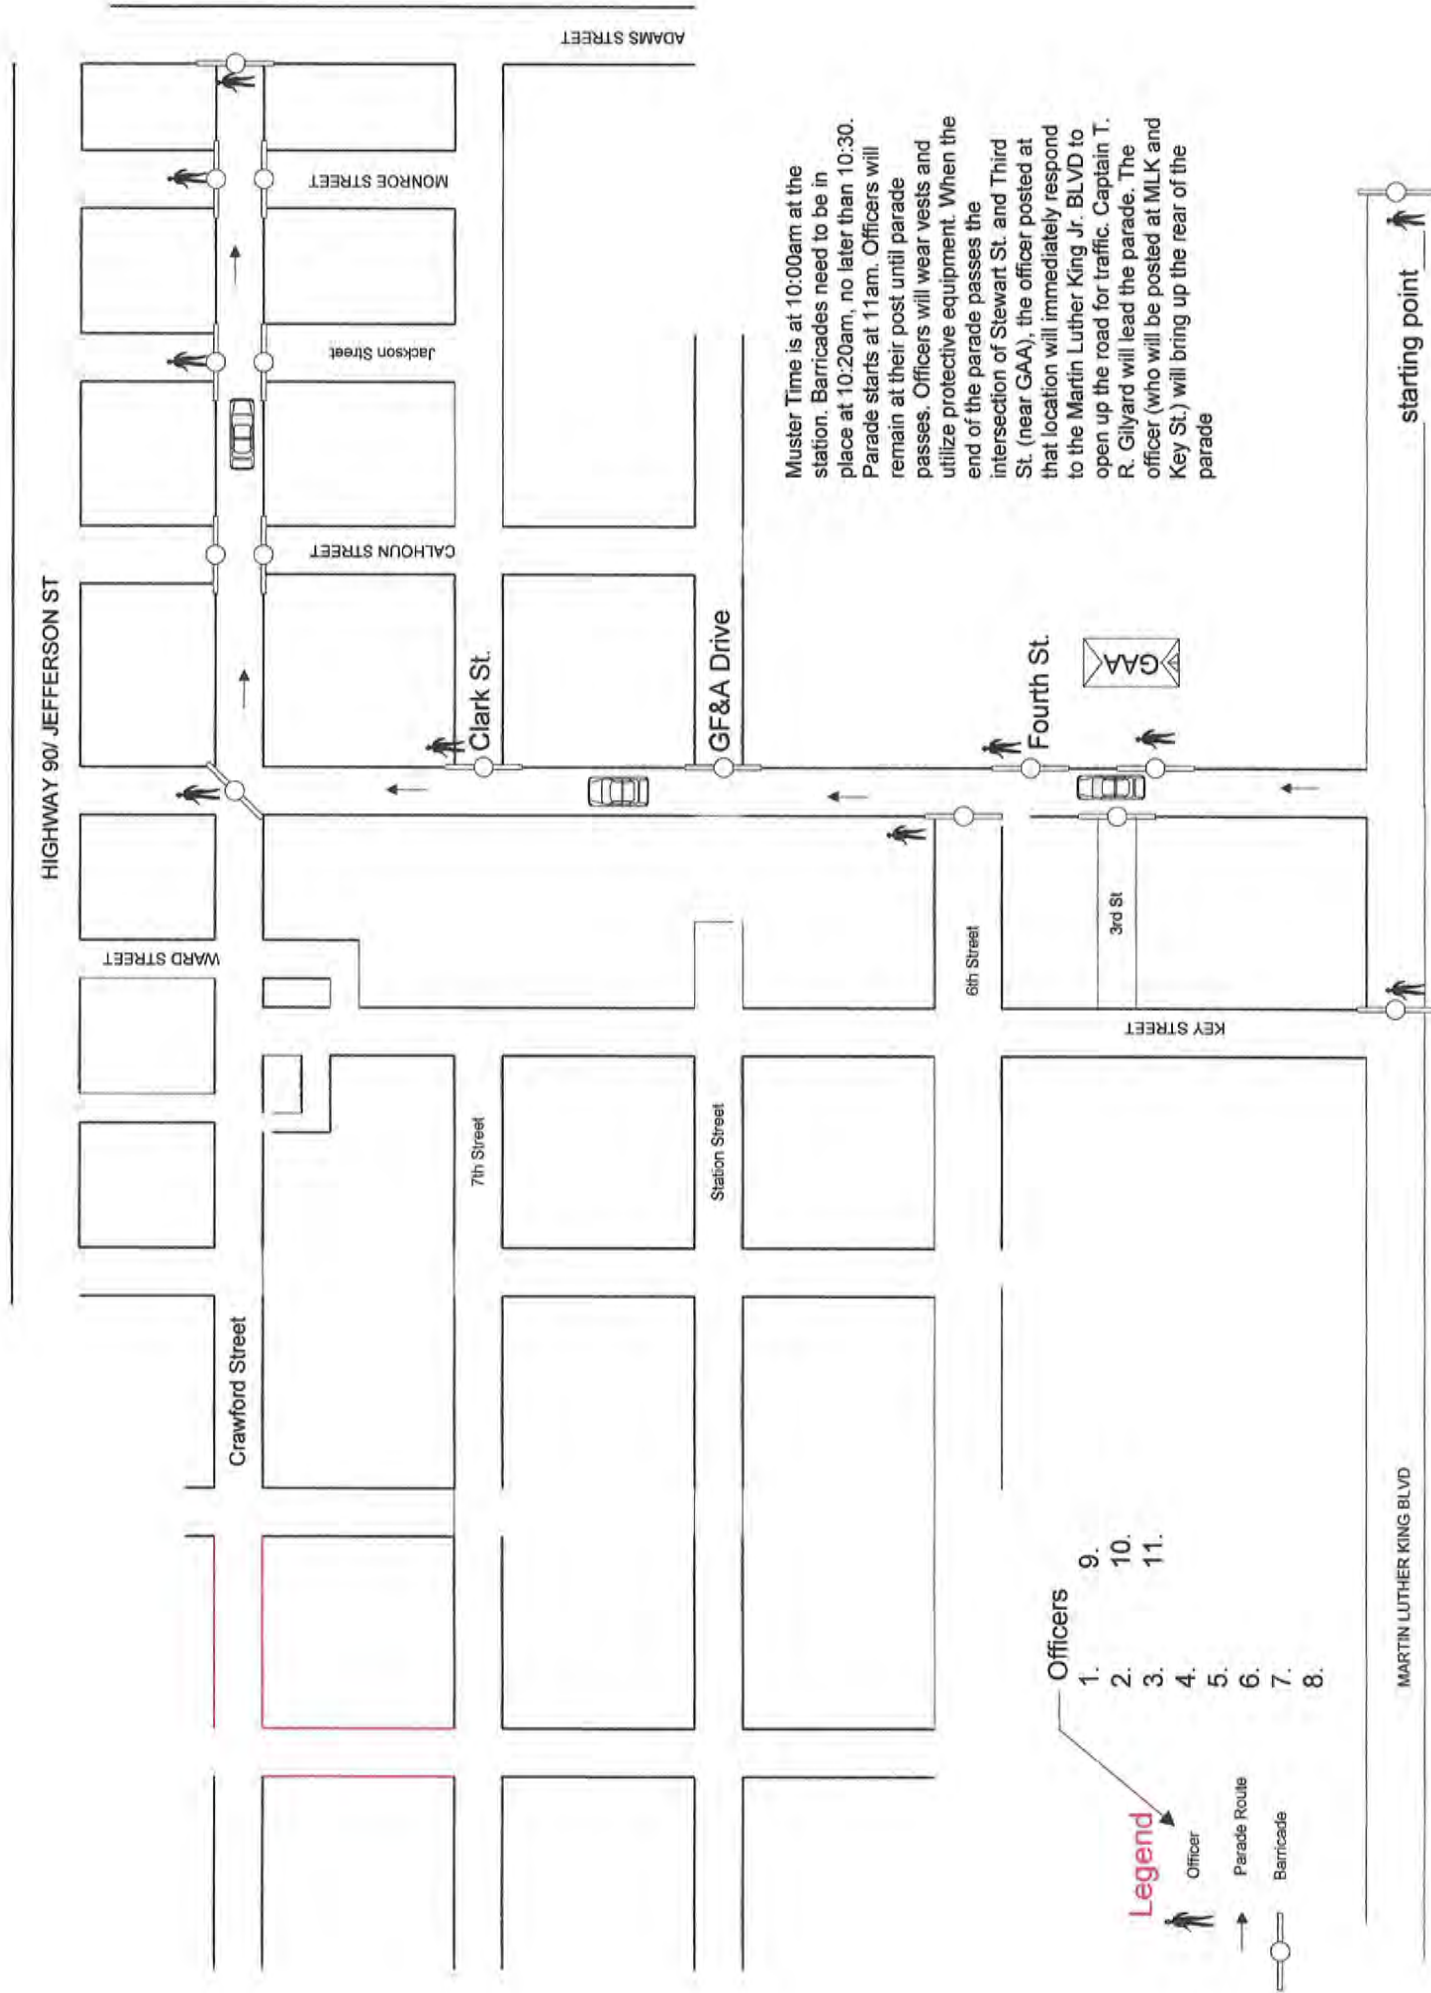 HIGHWAY 90/ JEFFERSON ST
ADAMS STREET
MONROE STREET
Jackson Street
CALHOUN STREET
WARD STREET
Crawford Street
Clark St.
7th Street
GF&A Drive
Station Street
Fourth St.
GAA
6th Street
3rd St
KEY STREET
Muster Time is at 10:00am at the
station. Barricades need to be in
place at 10:20am, no later than 10:30.
Parade starts at 11am. Officers will
remain at their post until parade
passes. Officers will wear vests and
utilize protective equipment. When the
end of the parade passes the
intersection of Stewart St. and Third
St. (near GAA), the officer posted at
that location will immediately respond
to the Martin Luther King Jr. BLVD to
open up the road for traffic. Captain T.
R. Gilyard will lead the parade. The
officer (who will be posted at MLK and
Key St.) will bring up the rear of the
parade
starting point
MARTIN LUTHER KING BLVD
Officers
1.
2.
3.
4.
5.
6.
7.
8.
9.
10.
11.
Legend
Officer
Parade Route
Barricade